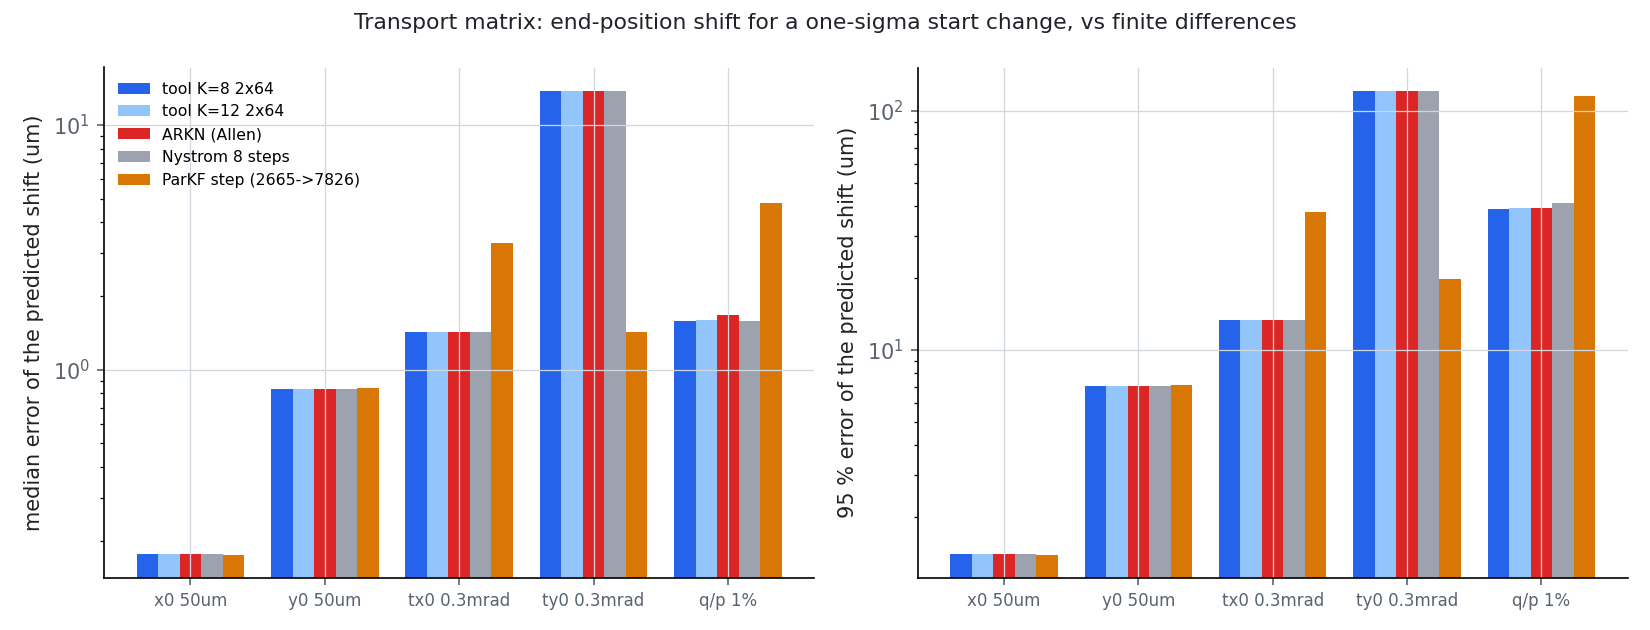 Transport matrix: end-position shift for a one-sigma start change, vs finite differences
median error of the predicted shift (um)
10^1
10^0
tool K=8 2x64
tool K=12 2x64
ARKN (Allen)
Nystrom 8 steps
ParKF step (2665->7826)
x0 50um
y0 50um
tx0 0.3mrad
ty0 0.3mrad
q/p 1%
95 % error of the predicted shift (um)
10^2
10^1
x0 50um
y0 50um
tx0 0.3mrad
ty0 0.3mrad
q/p 1%